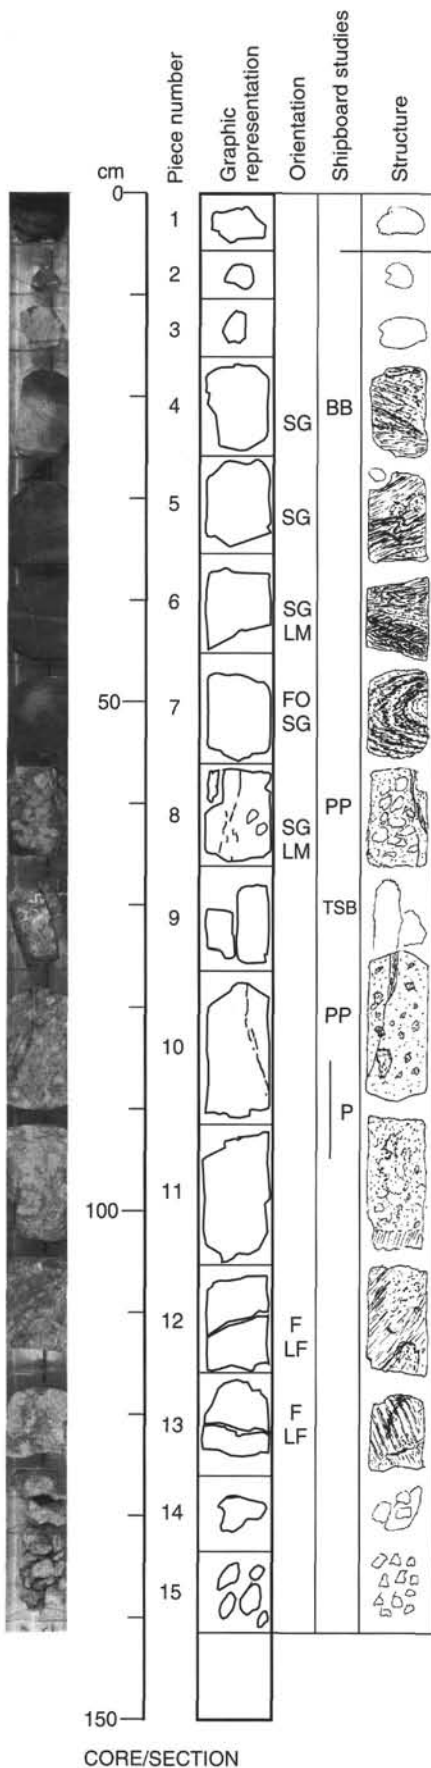 cm
Piece number
Graphic
representation
Orientation
Shipboard studies
Structure
0
1
2
3
4
SG
BB
5
SG
6
SG
LM
50
7
FO
SG
8
SG
LM
PP
9
TSB
10
PP
P
100
11
12
F
LF
13
F
LF
14
15
150
CORE/SECTION